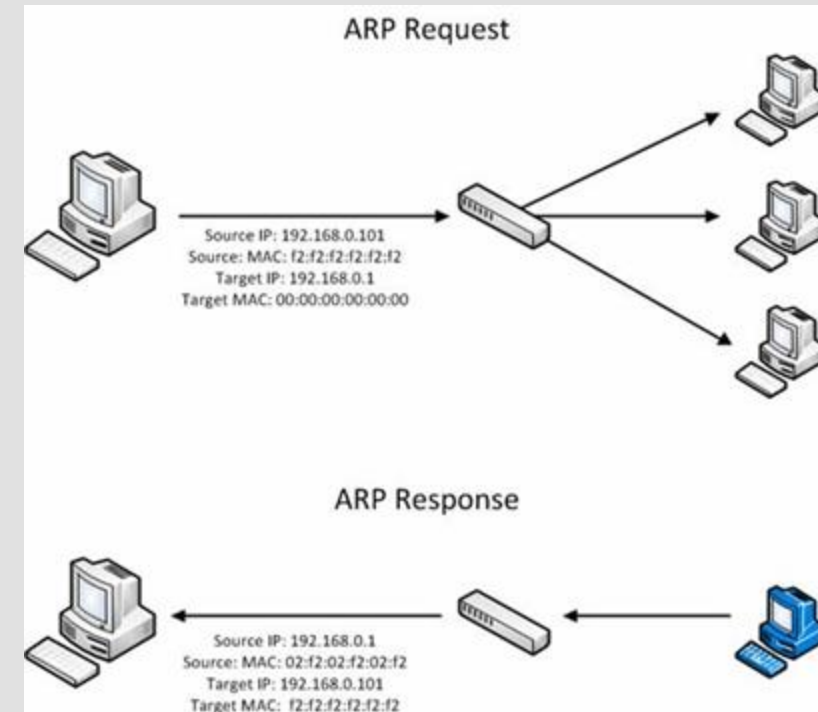 ARP Request
Source IP: 192.168.0.101
Source: MAC: f2:f2:f2:f2:f2:f2
Target IP: 192.168.0.1
Target MAC: 00:00:00:00:00:00
ARP Response
Source IP: 192.168.0.1
Source: MAC: 02:f2:02:f2:02:f2
Target IP: 192.168.0.101
Target MAC: f2:f2:f2:f2:f2:f2